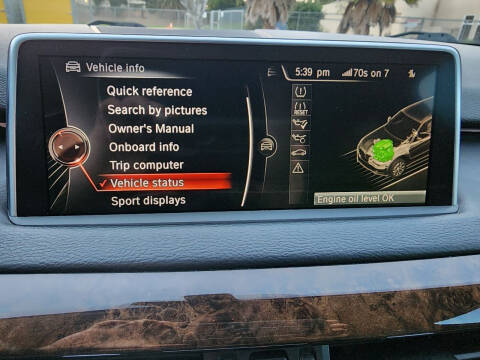 Vehicle info
5:39 pm
70s on 7
Quick reference
Search by pictures
Owner's Manual
Onboard info
Trip computer
✓ Vehicle status
Sport displays
RESET
Engine oil level OK